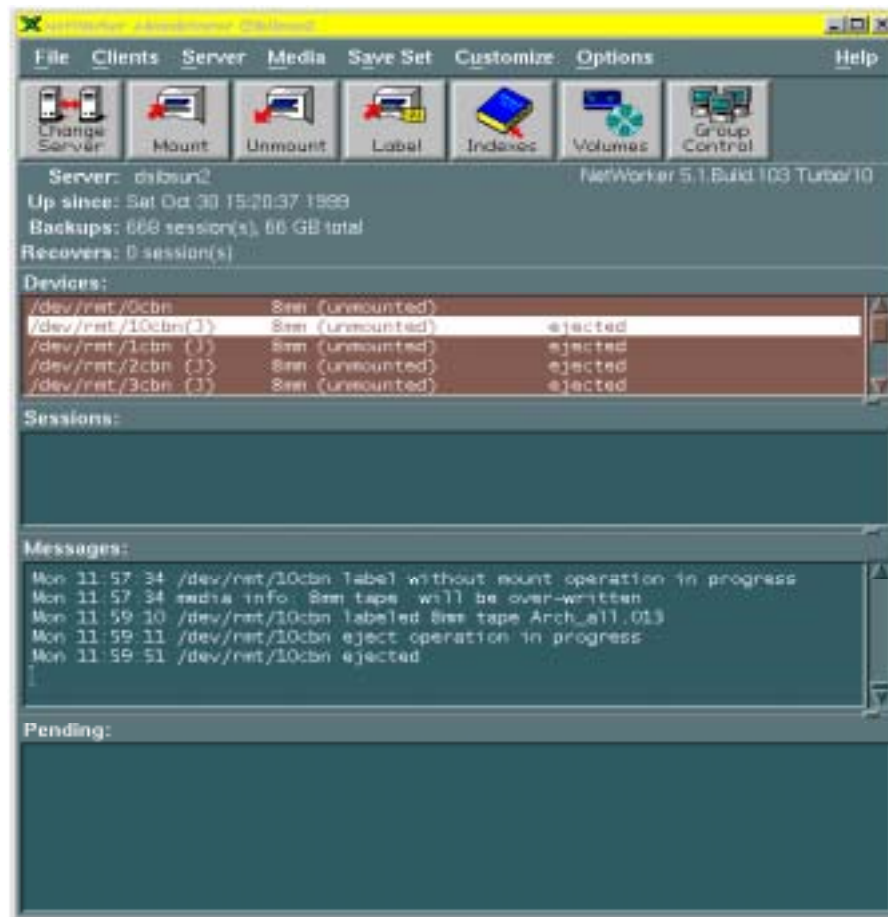 NetWorker
File Clients Server Media Save Set Customize Options Help
Change Server
Mount
Unmount
Label
Indexes
Volumes
Group Control
Server: dsibsun2 NetWorker 5.1.Build.103 Turbo/10
Up since: Sat Oct 30 15:20:37 1999
Backups: 668 session(s), 66 GB total
Recovers: 0 session(s)
Devices:
/dev/rmt/0cbn 8mm (unmounted)
/dev/rmt/10cbn(J) 8mm (unmounted) ejected
/dev/rmt/1cbn (J) 8mm (unmounted) ejected
/dev/rmt/2cbn (J) 8mm (unmounted) ejected
/dev/rmt/3cbn (J) 8mm (unmounted) ejected
Sessions:
Messages:
Mon 11:57:34 /dev/rmt/10cbn label without mount operation in progress
Mon 11:57:34 media info: 8mm tape will be over-written
Mon 11:59:10 /dev/rmt/10cbn labeled 8mm tape Arch_all.013
Mon 11:59:11 /dev/rmt/10cbn eject operation in progress
Mon 11:59:51 /dev/rmt/10cbn ejected
Pending: